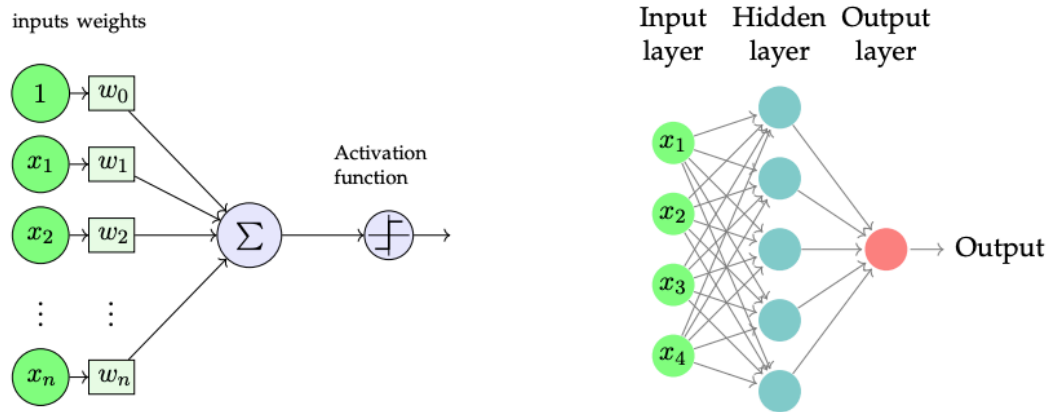 inputs weights
1 w₀
x₁ w₁
x₂ w₂
⋮ ⋮
xₙ wₙ
Σ
Activation
function
Input Hidden Output
layer layer layer
x₁
x₂
x₃
x₄
Output